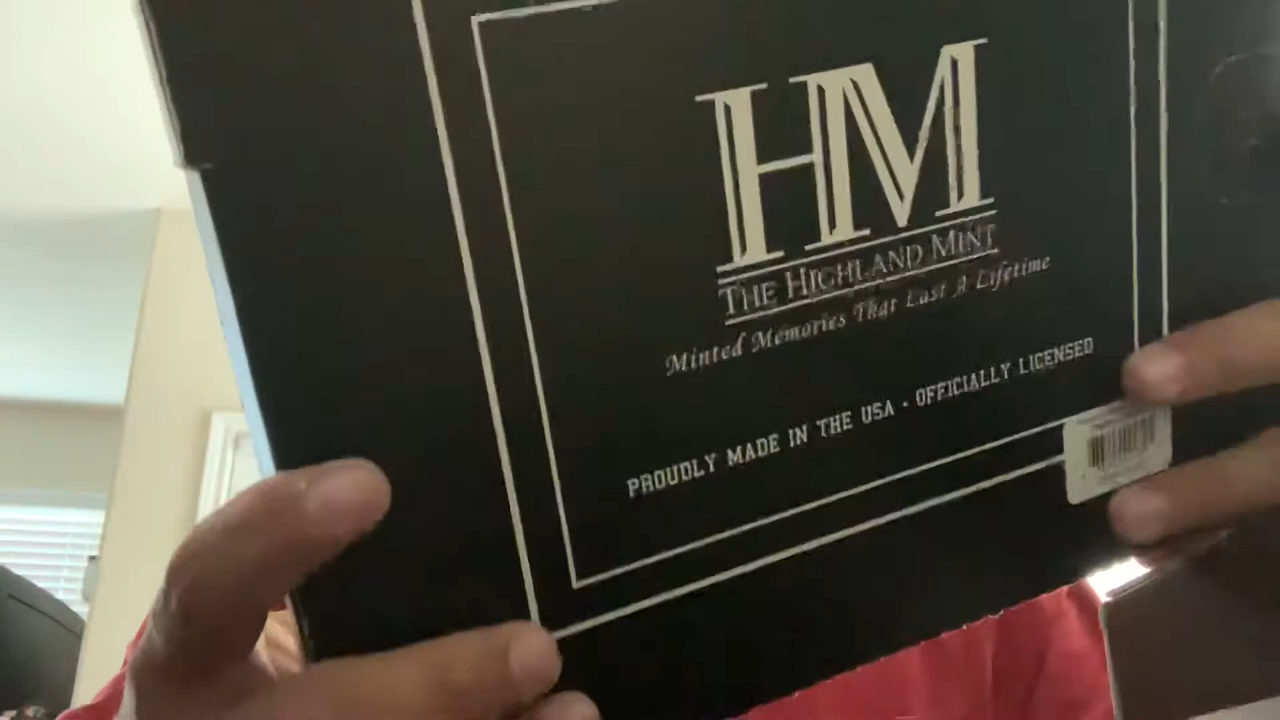 HM
THE HIGHLAND MINT
Minted Memories That Last A Lifetime
PROUDLY MADE IN THE USA • OFFICIALLY LICENSED